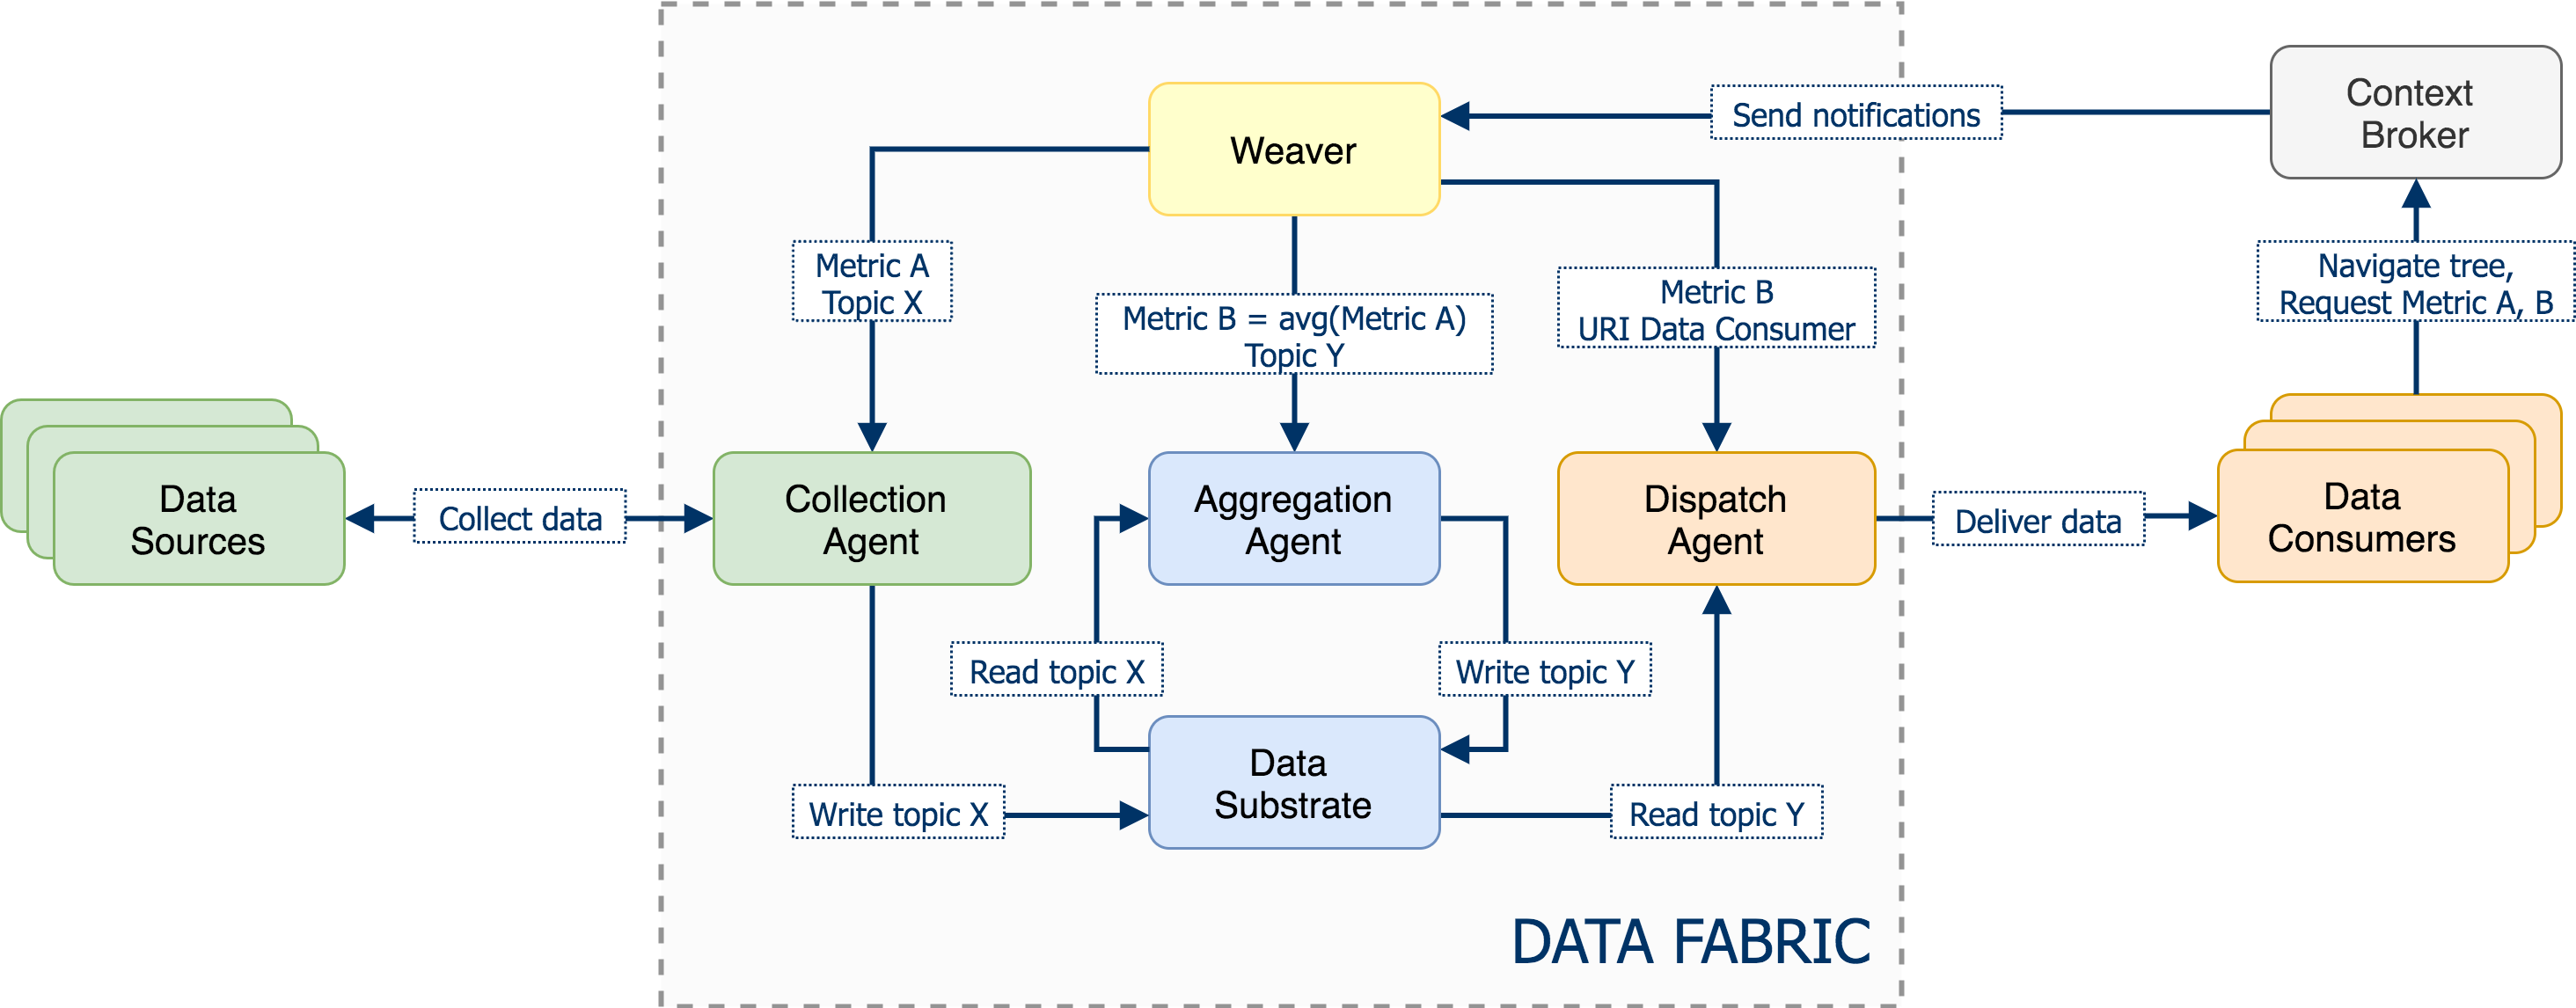 Context
Broker
Send notifications
Weaver
Metric A
Topic X
Metric B = avg(Metric A)
Topic Y
Metric B
URI Data Consumer
Navigate tree,
Request Metric A, B
Data
Sources
Collect data
Collection
Agent
Aggregation
Agent
Dispatch
Agent
Deliver data
Data
Consumers
Read topic X
Write topic Y
Data
Substrate
Write topic X
Read topic Y
DATA FABRIC